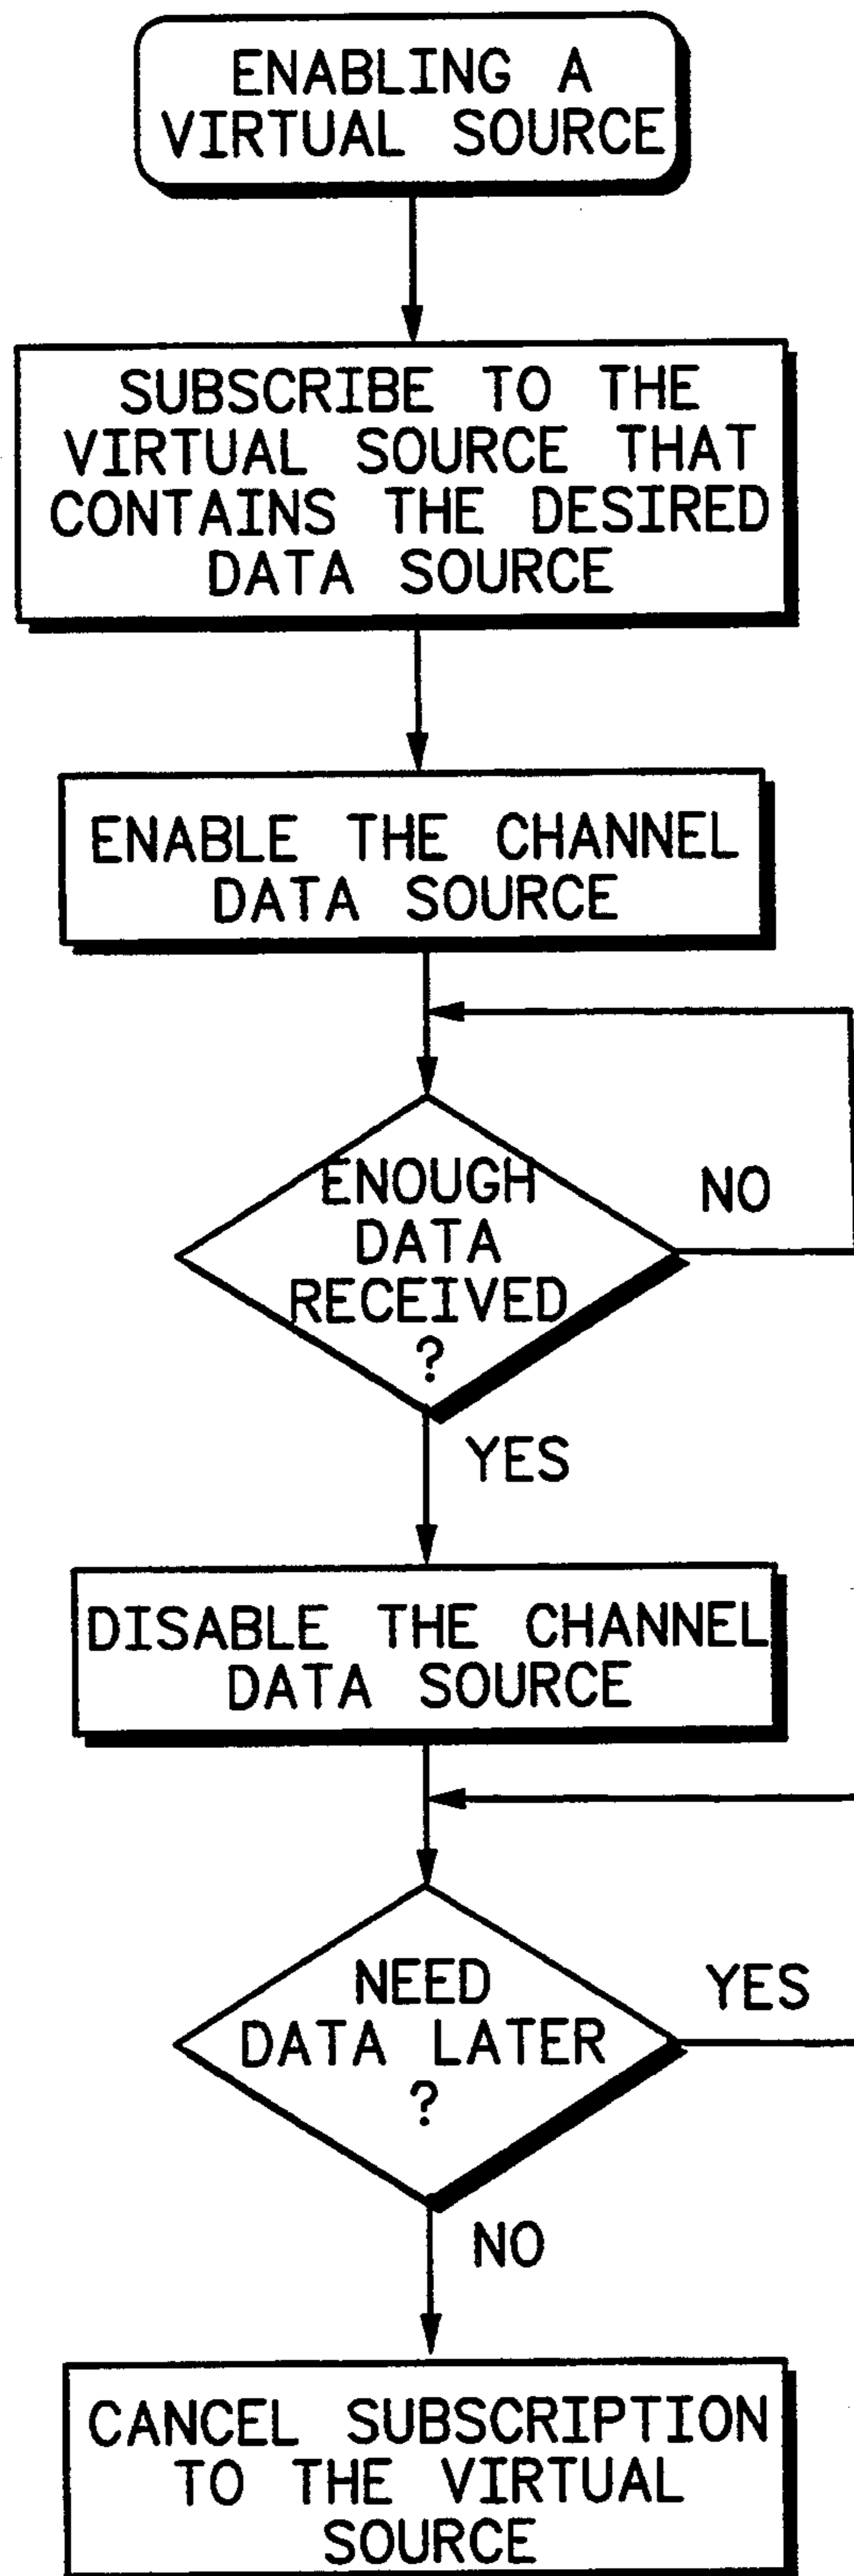 ENABLING A
VIRTUAL SOURCE
SUBSCRIBE TO THE
VIRTUAL SOURCE THAT
CONTAINS THE DESIRED
DATA SOURCE
ENABLE THE CHANNEL
DATA SOURCE
ENOUGH
DATA
RECEIVED
?
NO
YES
DISABLE THE CHANNEL
DATA SOURCE
NEED
DATA LATER
?
YES
NO
CANCEL SUBSCRIPTION
TO THE VIRTUAL
SOURCE